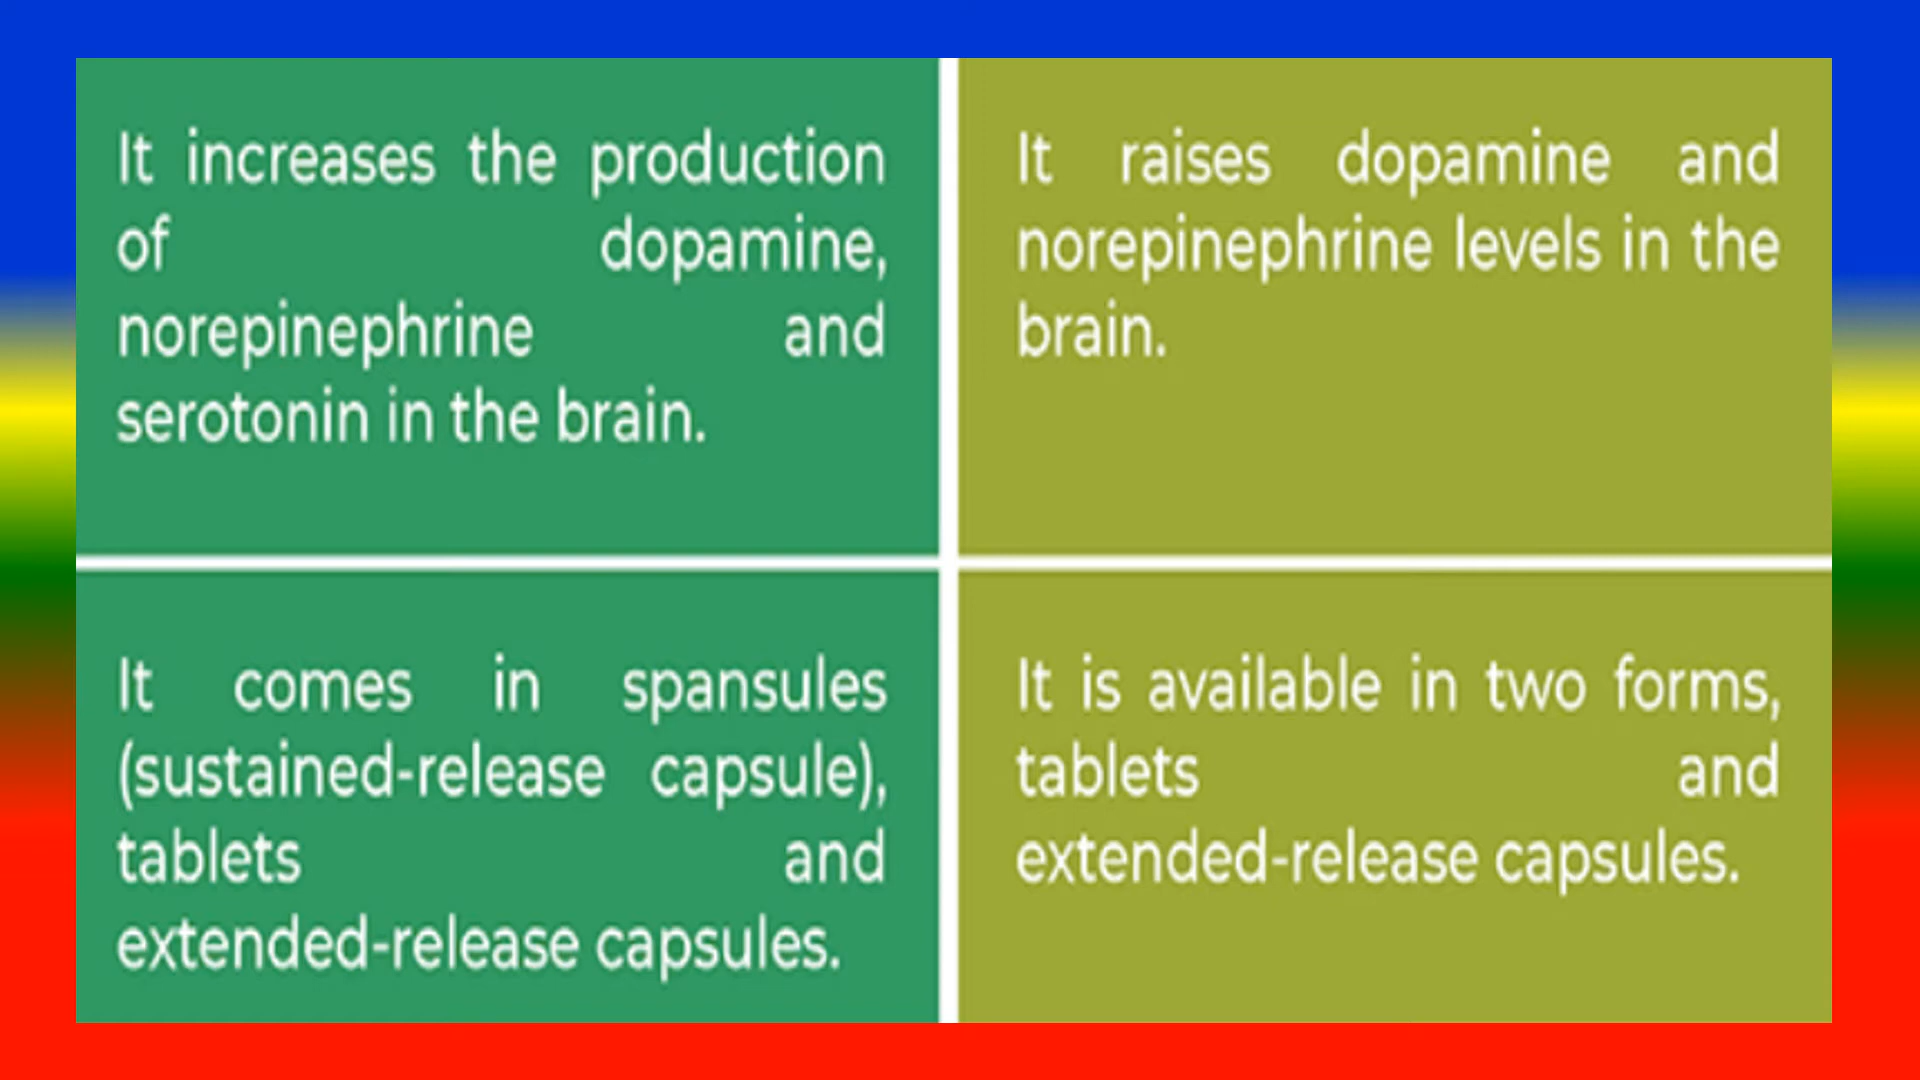 It increases the production
of dopamine,
norepinephrine and
serotonin in the brain.
It raises dopamine and
norepinephrine levels in the
brain.
It comes in spansules
(sustained-release capsule),
tablets and
extended-release capsules.
It is available in two forms,
tablets and
extended-release capsules.